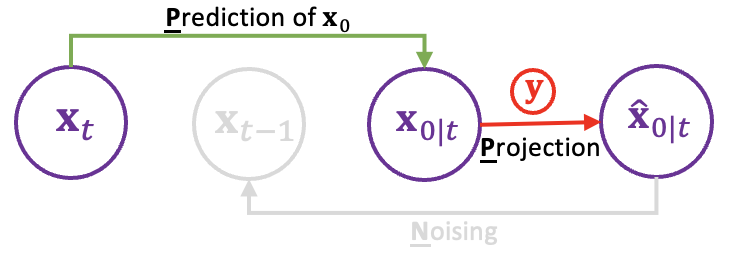 Prediction of x₀
xₜ
xₜ₋₁
x₀|ₜ
y
x̂₀|ₜ
Projection
Noising